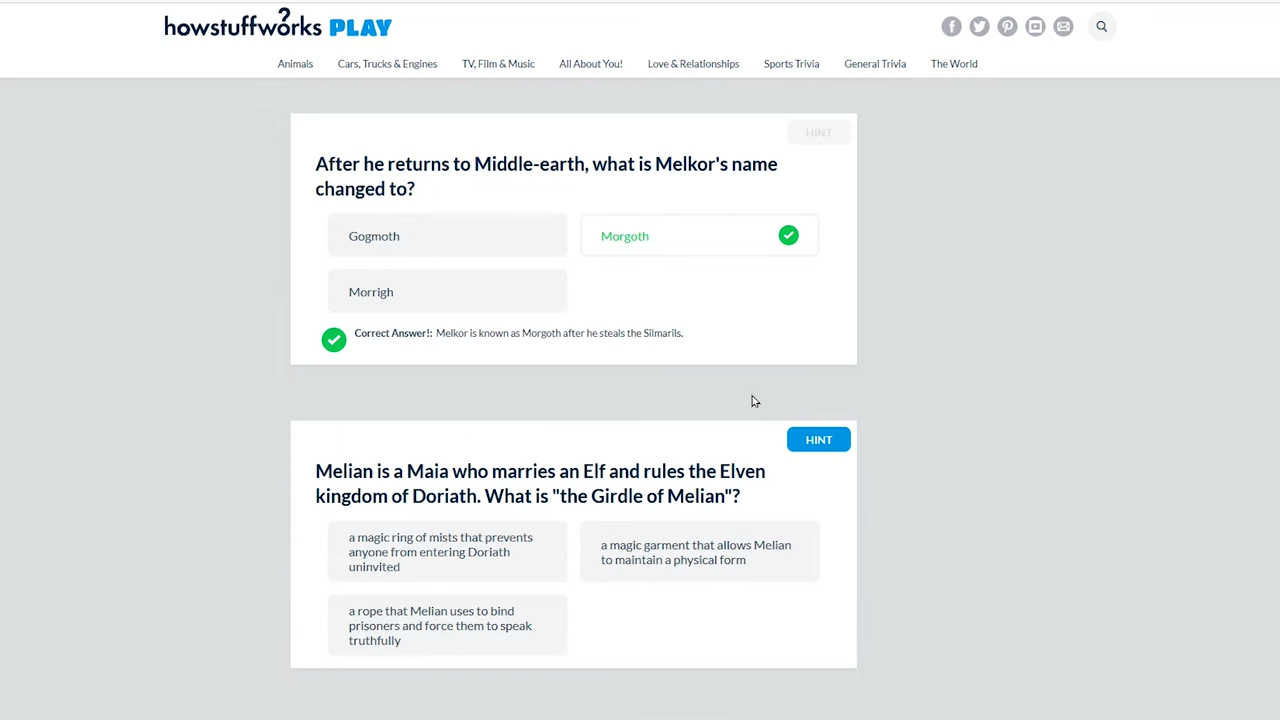 howstuffworks PLAY
Animals Cars, Trucks & Engines TV, Film & Music All About You! Love & Relationships Sports Trivia General Trivia The World
HINT
After he returns to Middle-earth, what is Melkor's name
changed to?
Gogmoth
Morgoth
Morrigh
Correct Answer!: Melkor is known as Morgoth after he steals the Silmarils.
HINT
Melian is a Maia who marries an Elf and rules the Elven
kingdom of Doriath. What is "the Girdle of Melian"?
a magic ring of mists that prevents
anyone from entering Doriath
uninvited
a magic garment that allows Melian
to maintain a physical form
a rope that Melian uses to bind
prisoners and force them to speak
truthfully